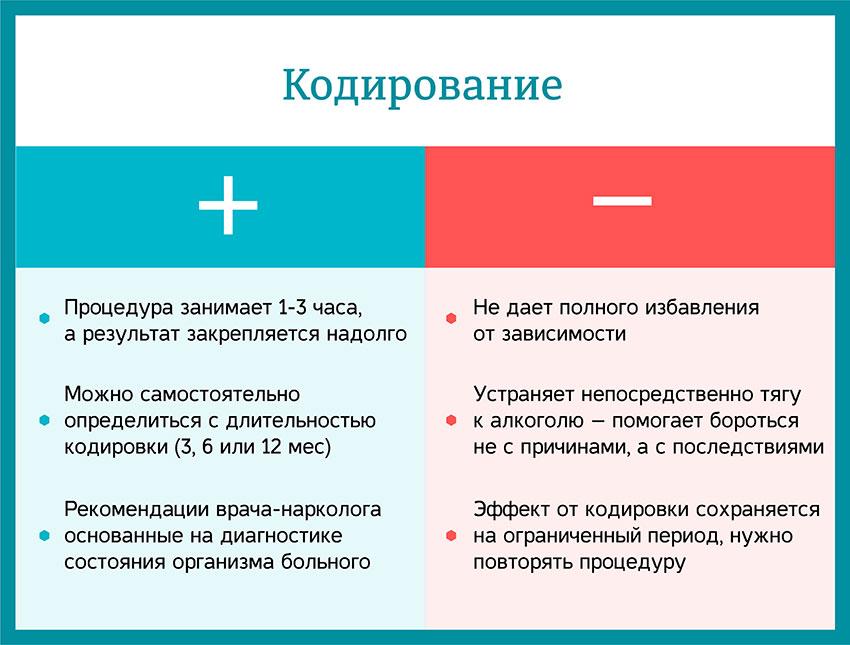 Кодирование
+
−
Процедура занимает 1-3 часа,
а результат закрепляется надолго
Можно самостоятельно
определиться с длительностью
кодировки (3, 6 или 12 мес)
Рекомендации врача-нарколога
основанные на диагностике
состояния организма больного
Не дает полного избавления
от зависимости
Устраняет непосредственно тягу
к алкоголю – помогает бороться
не с причинами, а с последствиями
Эффект от кодировки сохраняется
на ограниченный период, нужно
повторять процедуру